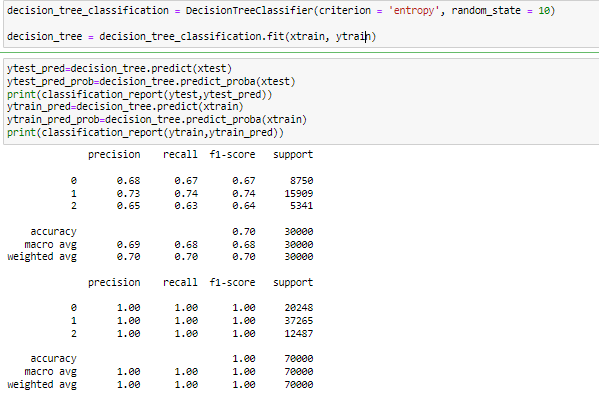 decision_tree_classification = DecisionTreeClassifier(criterion = 'entropy', random_state = 10)
decision_tree = decision_tree_classification.fit(xtrain, ytrain)
ytest_pred=decision_tree.predict(xtest)
ytest_pred_prob=decision_tree.predict_proba(xtest)
print(classification_report(ytest,ytest_pred))
ytrain_pred=decision_tree.predict(xtrain)
ytrain_pred_prob=decision_tree.predict_proba(xtrain)
print(classification_report(ytrain,ytrain_pred))
precision recall f1-score support
0 0.68 0.67 0.67 8750
1 0.73 0.74 0.74 15909
2 0.65 0.63 0.64 5341
accuracy 0.70 30000
macro avg 0.69 0.68 0.68 30000
weighted avg 0.70 0.70 0.70 30000
precision recall f1-score support
0 1.00 1.00 1.00 20248
1 1.00 1.00 1.00 37265
2 1.00 1.00 1.00 12487
accuracy 1.00 70000
macro avg 1.00 1.00 1.00 70000
weighted avg 1.00 1.00 1.00 70000